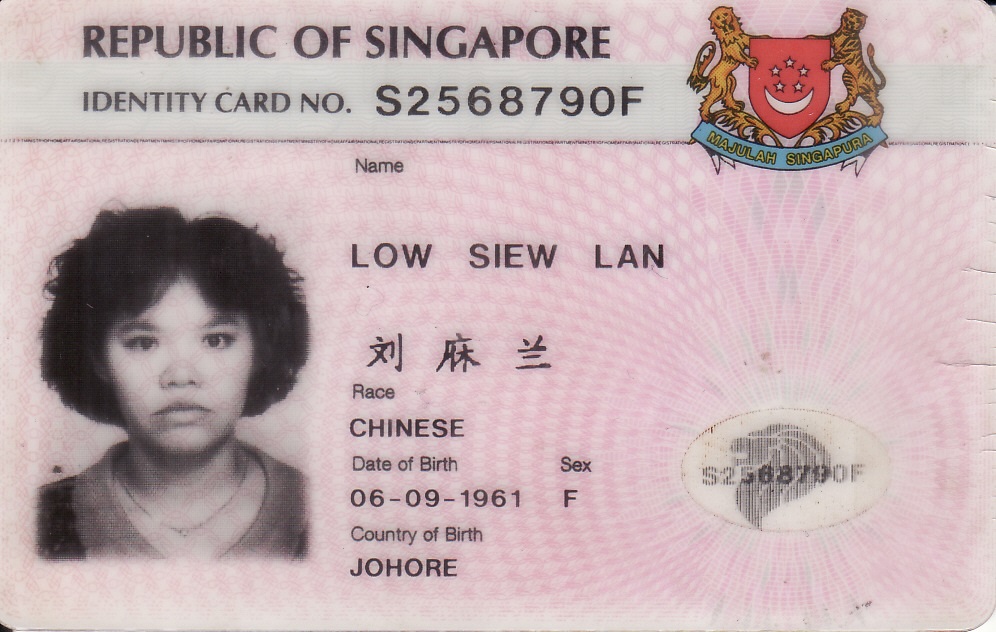 REPUBLIC OF SINGAPORE
IDENTITY CARD NO. S2568790F
MAJULAH SINGAPURA
Name
LOW SIEW LAN
刘 麻 兰
Race
CHINESE
Date of Birth Sex
06-09-1961 F
Country of Birth
JOHORE
S2568790F